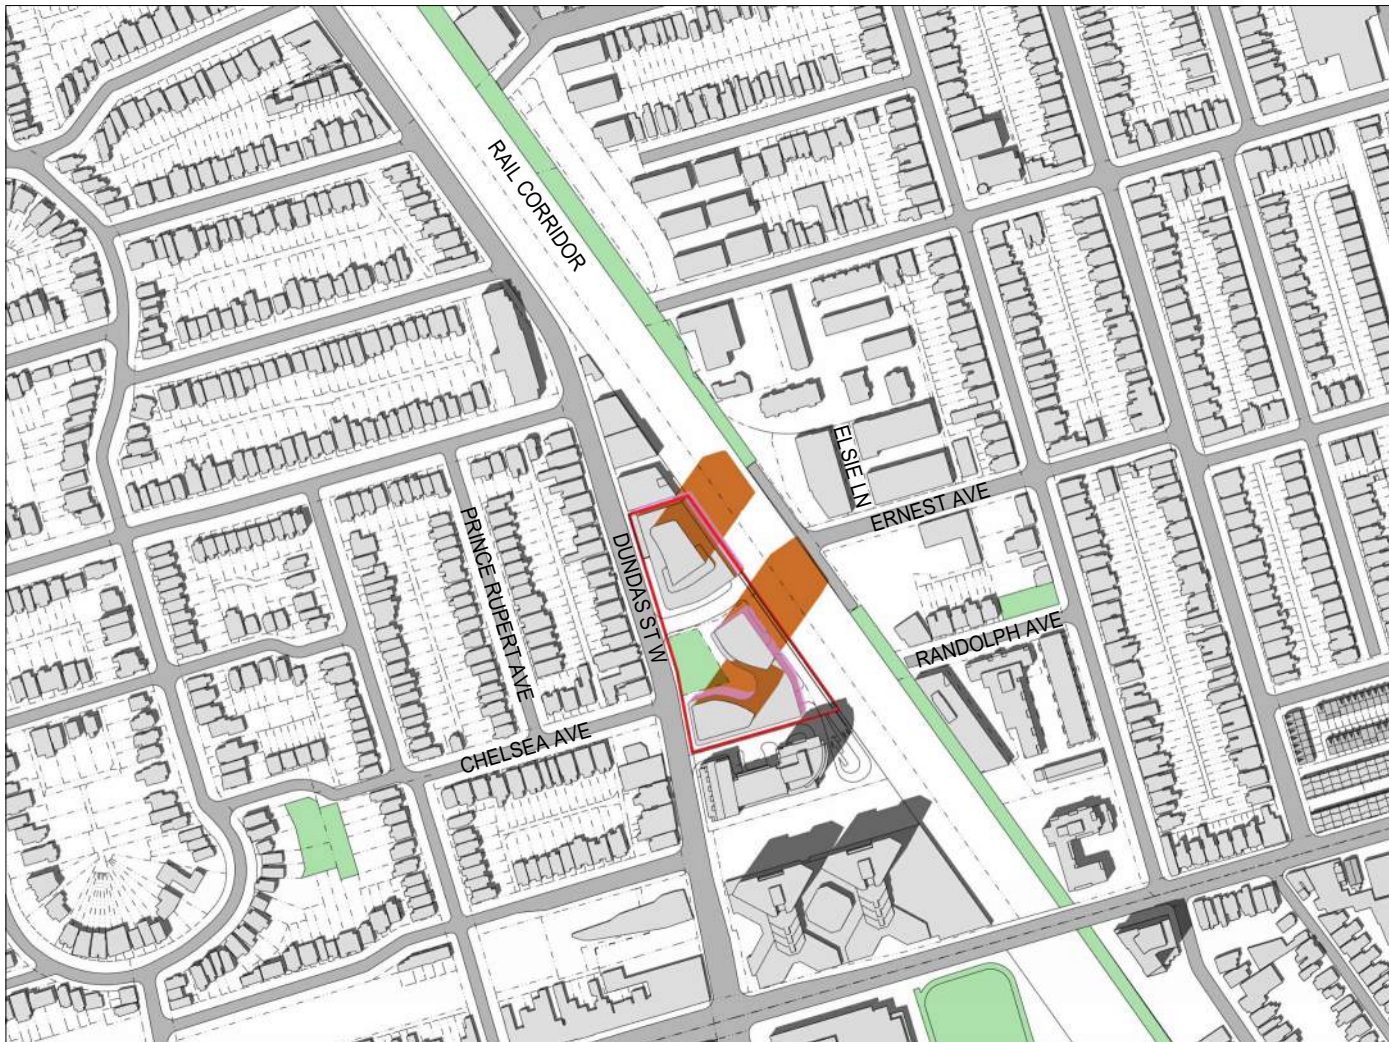 RAIL CORRIDOR
ELSIE LN
ERNEST AVE
PRINCE RUPERT AVE
DUNDAS ST W
RANDOLPH AVE
CHELSEA AVE